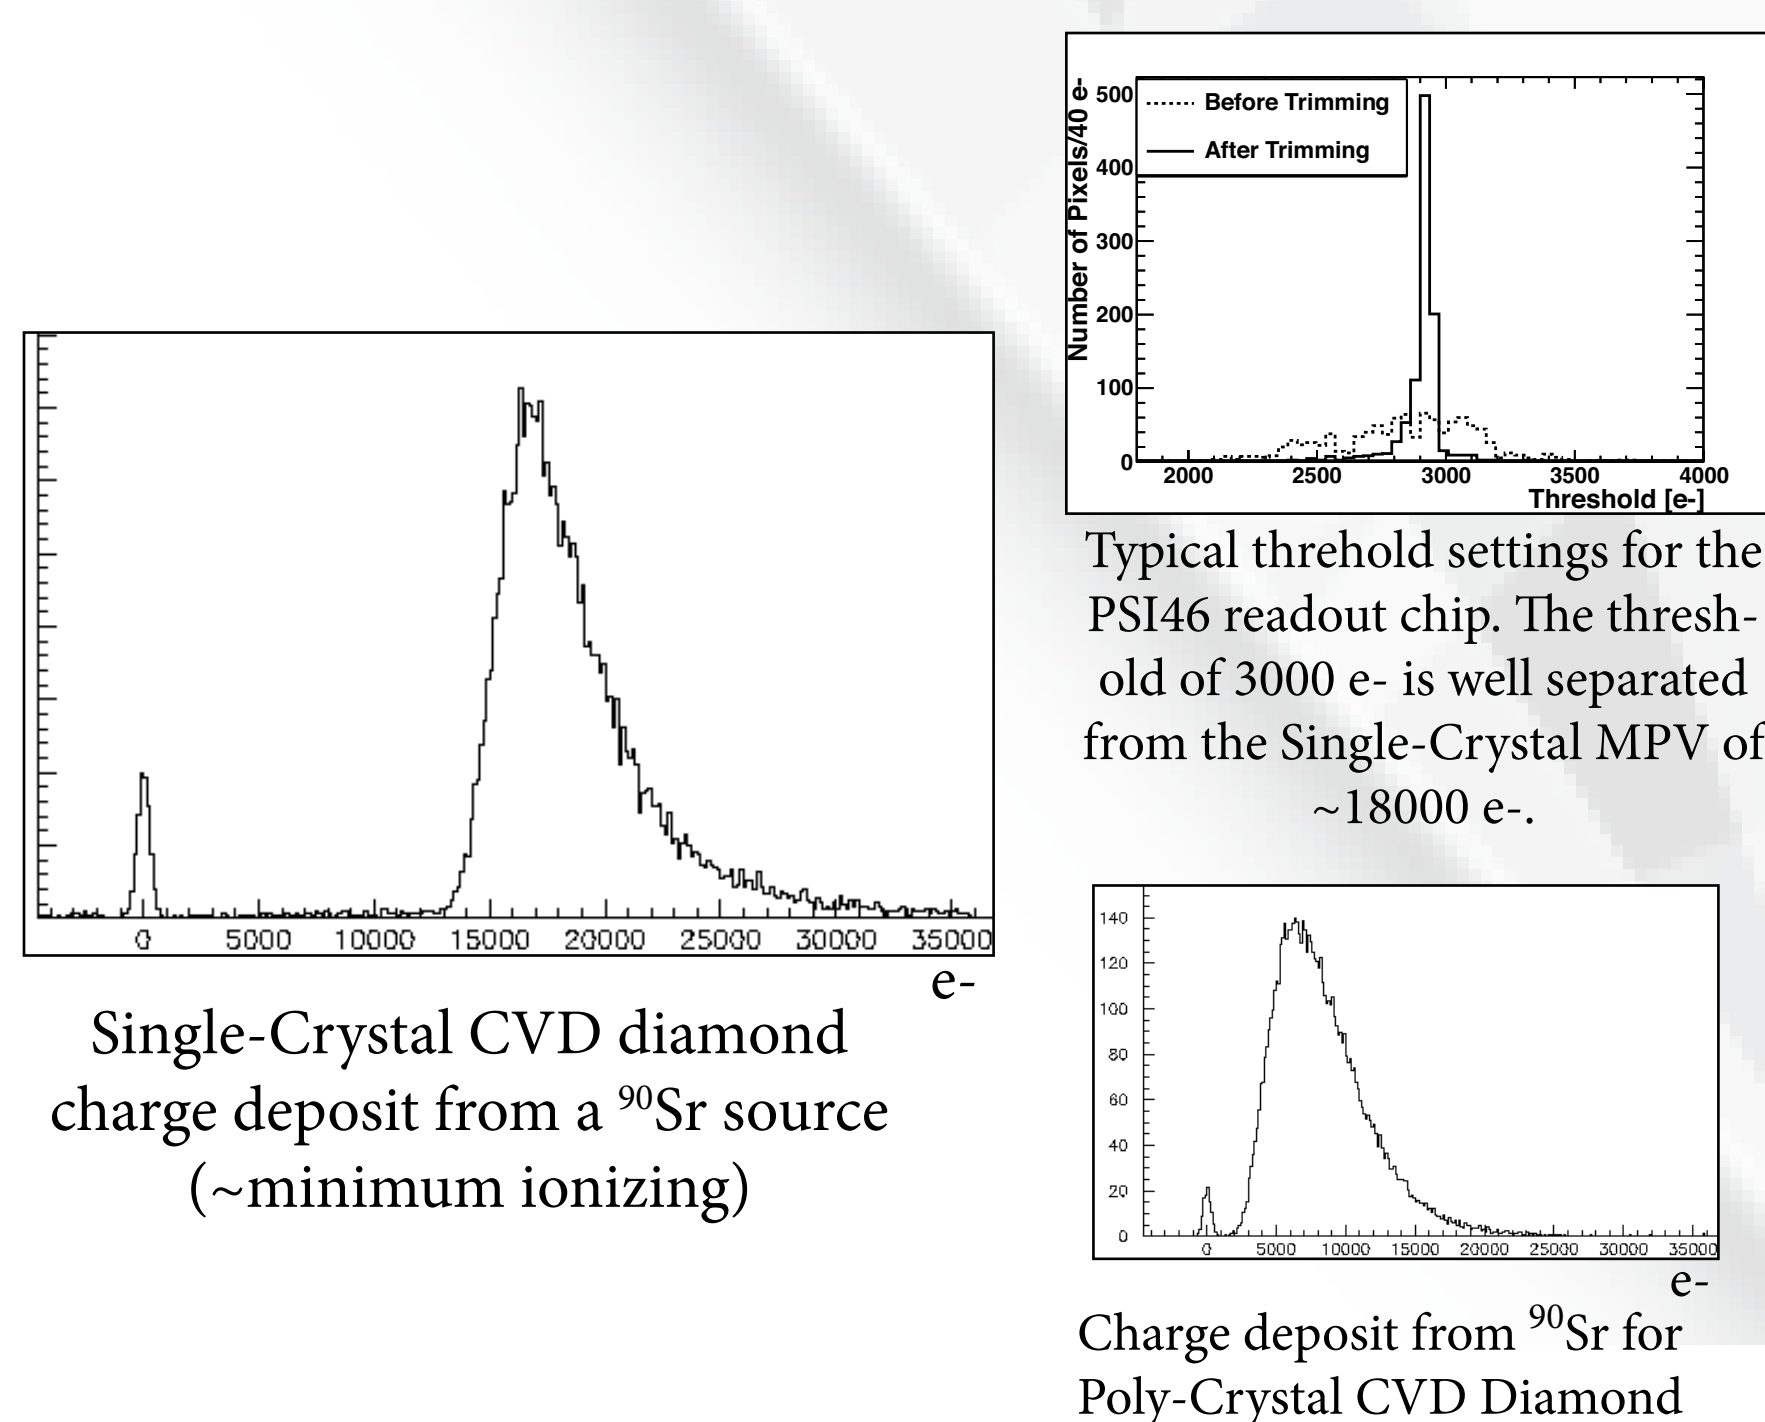 0 5000 10000 15000 20000 25000 30000 35000
e-
Single-Crystal CVD diamond
charge deposit from a ⁹⁰Sr source
(~minimum ionizing)
Number of Pixels/40 e-
500
400
300
200
100
0
Before Trimming
After Trimming
2000 2500 3000 3500 4000
Threshold [e-]
Typical threhold settings for the
PSI46 readout chip. The thresh-
old of 3000 e- is well separated
from the Single-Crystal MPV of
~18000 e-.
140
120
100
80
60
40
20
0
0 5000 10000 15000 20000 25000 30000 35000
e-
Charge deposit from ⁹⁰Sr for
Poly-Crystal CVD Diamond